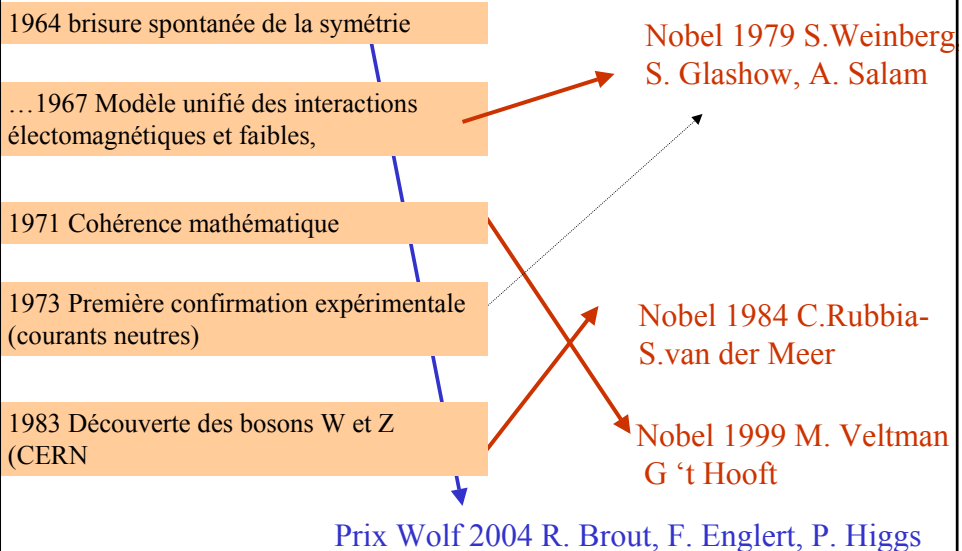 1964 brisure spontanée de la symétrie
…1967 Modèle unifié des interactions
électomagnétiques et faibles,
1971 Cohérence mathématique
1973 Première confirmation expérimentale
(courants neutres)
1983 Découverte des bosons W et Z
(CERN
Nobel 1979 S.Weinberg,
S. Glashow, A. Salam
Nobel 1984 C.Rubbia-
S.van der Meer
Nobel 1999 M. Veltman
G ‘t Hooft
Prix Wolf 2004 R. Brout, F. Englert, P. Higgs